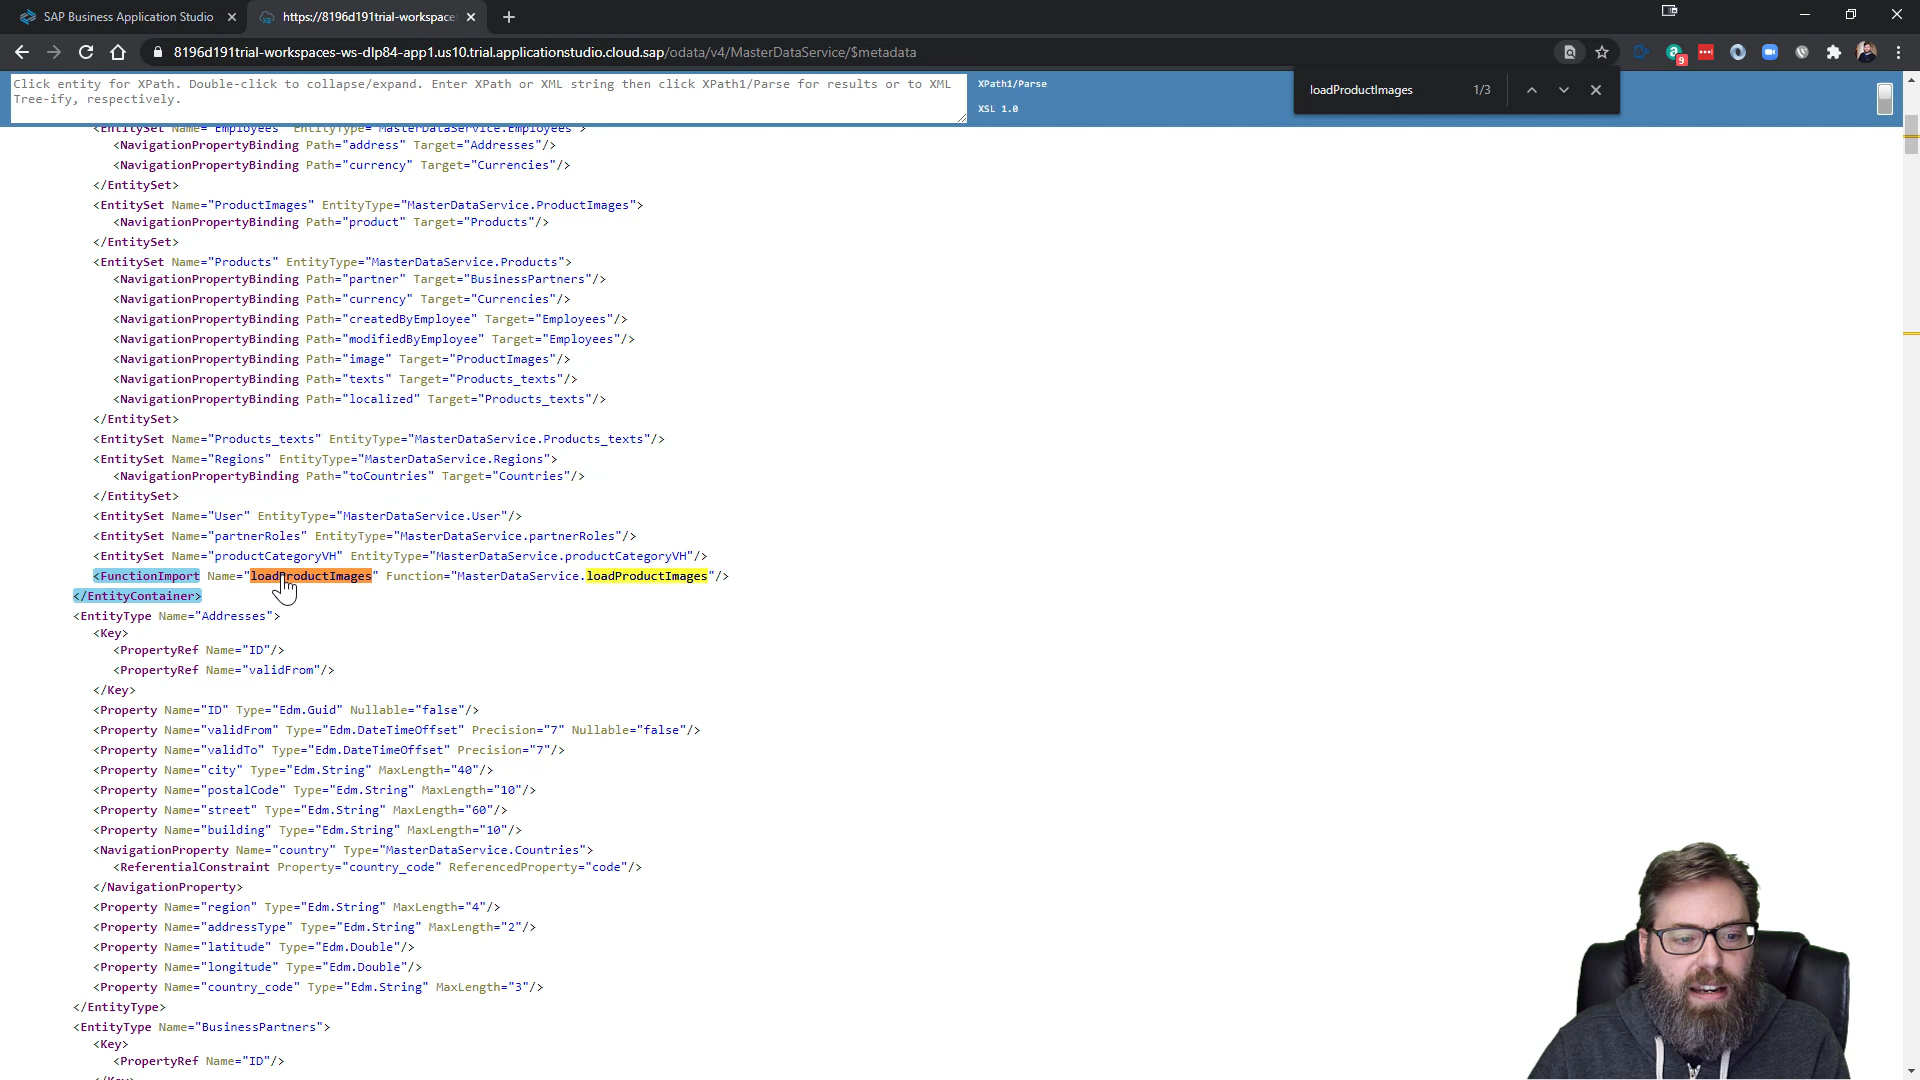 SAP Business Application Studio
https://8196d191trial-workspaces
8196d191trial-workspaces-ws-dlp84-app1.us10.trial.applicationstudio.cloud.sap/odata/v4/MasterDataService/$metadata
9
Click entity for XPath. Double-click to collapse/expand. Enter XPath or XML string then click XPath1/Parse for results or to XML
Tree-ify, respectively.
XPath1/Parse
XSL 1.0
loadProductImages 1/3
<EntitySet Name="Employees" EntityType="MasterDataService.Employees">
<NavigationPropertyBinding Path="address" Target="Addresses"/>
<NavigationPropertyBinding Path="currency" Target="Currencies"/>
</EntitySet>
<EntitySet Name="ProductImages" EntityType="MasterDataService.ProductImages">
<NavigationPropertyBinding Path="product" Target="Products"/>
</EntitySet>
<EntitySet Name="Products" EntityType="MasterDataService.Products">
<NavigationPropertyBinding Path="partner" Target="BusinessPartners"/>
<NavigationPropertyBinding Path="currency" Target="Currencies"/>
<NavigationPropertyBinding Path="createdByEmployee" Target="Employees"/>
<NavigationPropertyBinding Path="modifiedByEmployee" Target="Employees"/>
<NavigationPropertyBinding Path="image" Target="ProductImages"/>
<NavigationPropertyBinding Path="texts" Target="Products_texts"/>
<NavigationPropertyBinding Path="localized" Target="Products_texts"/>
</EntitySet>
<EntitySet Name="Products_texts" EntityType="MasterDataService.Products_texts"/>
<EntitySet Name="Regions" EntityType="MasterDataService.Regions">
<NavigationPropertyBinding Path="toCountries" Target="Countries"/>
</EntitySet>
<EntitySet Name="User" EntityType="MasterDataService.User"/>
<EntitySet Name="partnerRoles" EntityType="MasterDataService.partnerRoles"/>
<EntitySet Name="productCategoryVH" EntityType="MasterDataService.productCategoryVH"/>
<FunctionImport Name="loadProductImages" Function="MasterDataService.loadProductImages"/>
</EntityContainer>
<EntityType Name="Addresses">
<Key>
<PropertyRef Name="ID"/>
<PropertyRef Name="validFrom"/>
</Key>
<Property Name="ID" Type="Edm.Guid" Nullable="false"/>
<Property Name="validFrom" Type="Edm.DateTimeOffset" Precision="7" Nullable="false"/>
<Property Name="validTo" Type="Edm.DateTimeOffset" Precision="7"/>
<Property Name="city" Type="Edm.String" MaxLength="40"/>
<Property Name="postalCode" Type="Edm.String" MaxLength="10"/>
<Property Name="street" Type="Edm.String" MaxLength="60"/>
<Property Name="building" Type="Edm.String" MaxLength="10"/>
<NavigationProperty Name="country" Type="MasterDataService.Countries">
<ReferentialConstraint Property="country_code" ReferencedProperty="code"/>
</NavigationProperty>
<Property Name="region" Type="Edm.String" MaxLength="4"/>
<Property Name="addressType" Type="Edm.String" MaxLength="2"/>
<Property Name="latitude" Type="Edm.Double"/>
<Property Name="longitude" Type="Edm.Double"/>
<Property Name="country_code" Type="Edm.String" MaxLength="3"/>
</EntityType>
<EntityType Name="BusinessPartners">
<Key>
<PropertyRef Name="ID"/>